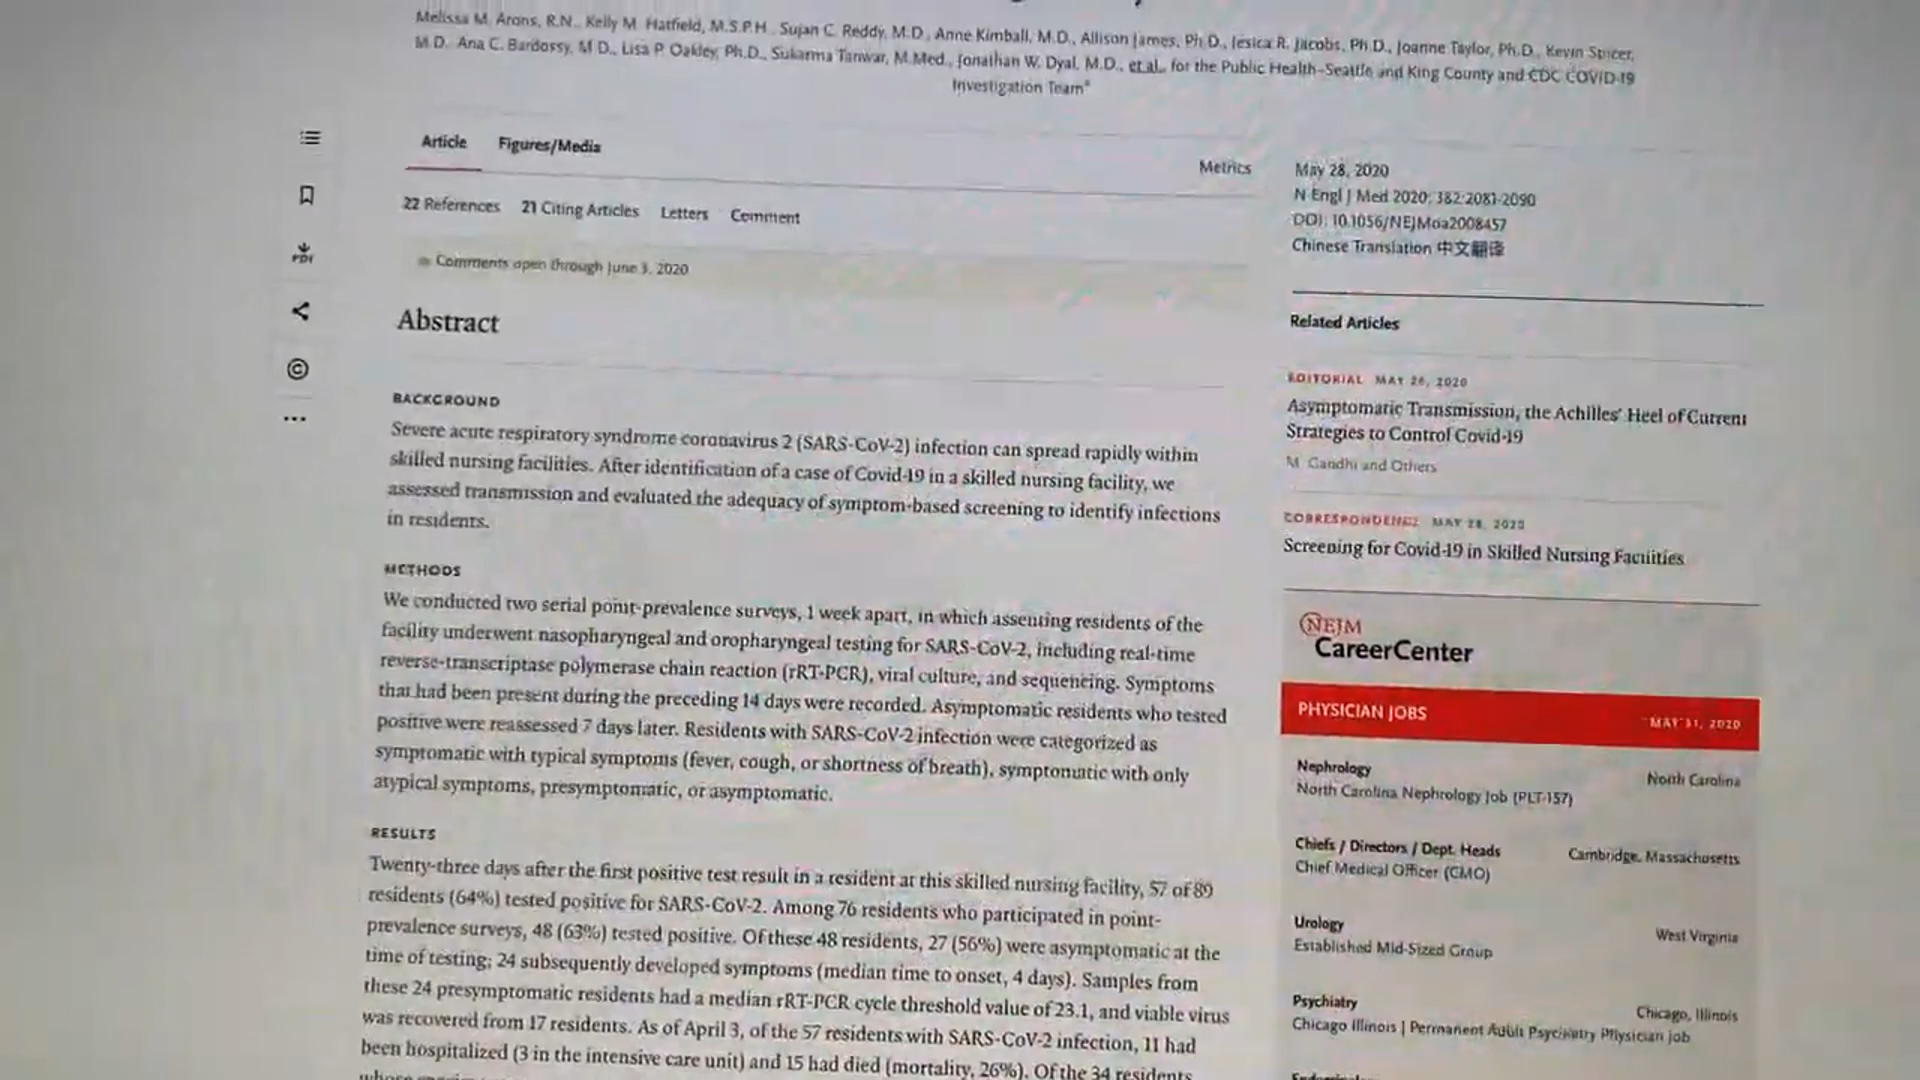 Melissa M. Arons, R.N., Kelly M. Hatfield, M.S.P.H., Sujan C. Reddy, M.D., Anne Kimball, M.D., Allison James, Ph.D., Jesica R. Jacobs, Ph.D., Joanne Taylor, Ph.D., Kevin Spicer,
M.D., Ana C. Bardossy, M.D., Lisa P. Oakley, Ph.D., Sukarma Tanwar, M.Med., Jonathan W. Dyal, M.D., et al., for the Public Health–Seattle and King County and CDC COVID-19
Investigation Team*
Article Figures/Media
Metrics
22 References 21 Citing Articles Letters Comment
Comments open through June 3, 2020
PDF
Abstract
BACKGROUND
Severe acute respiratory syndrome coronavirus 2 (SARS-CoV-2) infection can spread rapidly within
skilled nursing facilities. After identification of a case of Covid-19 in a skilled nursing facility, we
assessed transmission and evaluated the adequacy of symptom-based screening to identify infections
in residents.
METHODS
We conducted two serial point-prevalence surveys, 1 week apart, in which assenting residents of the
facility underwent nasopharyngeal and oropharyngeal testing for SARS-CoV-2, including real-time
reverse-transcriptase polymerase chain reaction (rRT-PCR), viral culture, and sequencing. Symptoms
that had been present during the preceding 14 days were recorded. Asymptomatic residents who tested
positive were reassessed 7 days later. Residents with SARS-CoV-2 infection were categorized as
symptomatic with typical symptoms (fever, cough, or shortness of breath), symptomatic with only
atypical symptoms, presymptomatic, or asymptomatic.
RESULTS
Twenty-three days after the first positive test result in a resident at this skilled nursing facility, 57 of 89
residents (64%) tested positive for SARS-CoV-2. Among 76 residents who participated in point-
prevalence surveys, 48 (63%) tested positive. Of these 48 residents, 27 (56%) were asymptomatic at the
time of testing; 24 subsequently developed symptoms (median time to onset, 4 days). Samples from
these 24 presymptomatic residents had a median rRT-PCR cycle threshold value of 23.1, and viable virus
was recovered from 17 residents. As of April 3, of the 57 residents with SARS-CoV-2 infection, 11 had
been hospitalized (3 in the intensive care unit) and 15 had died (mortality, 26%). Of the 34 residents
May 28, 2020
N Engl J Med 2020; 382:2081-2090
DOI: 10.1056/NEJMoa2008457
Chinese Translation 中文翻译
Related Articles
EDITORIAL MAY 28, 2020
Asymptomatic Transmission, the Achilles' Heel of Current
Strategies to Control Covid-19
M. Gandhi and Others
CORRESPONDENCE MAY 28, 2020
Screening for Covid-19 in Skilled Nursing Facilities
NEJM
CareerCenter
PHYSICIAN JOBS MAY 31, 2020
Nephrology North Carolina
North Carolina Nephrology Job (PLT-157)
Chiefs / Directors / Dept. Heads Cambridge, Massachusetts
Chief Medical Officer (CMO)
Urology West Virginia
Established Mid-Sized Group
Psychiatry Chicago, Illinois
Chicago Illinois | Permanent Adult Psychiatry Physician Job